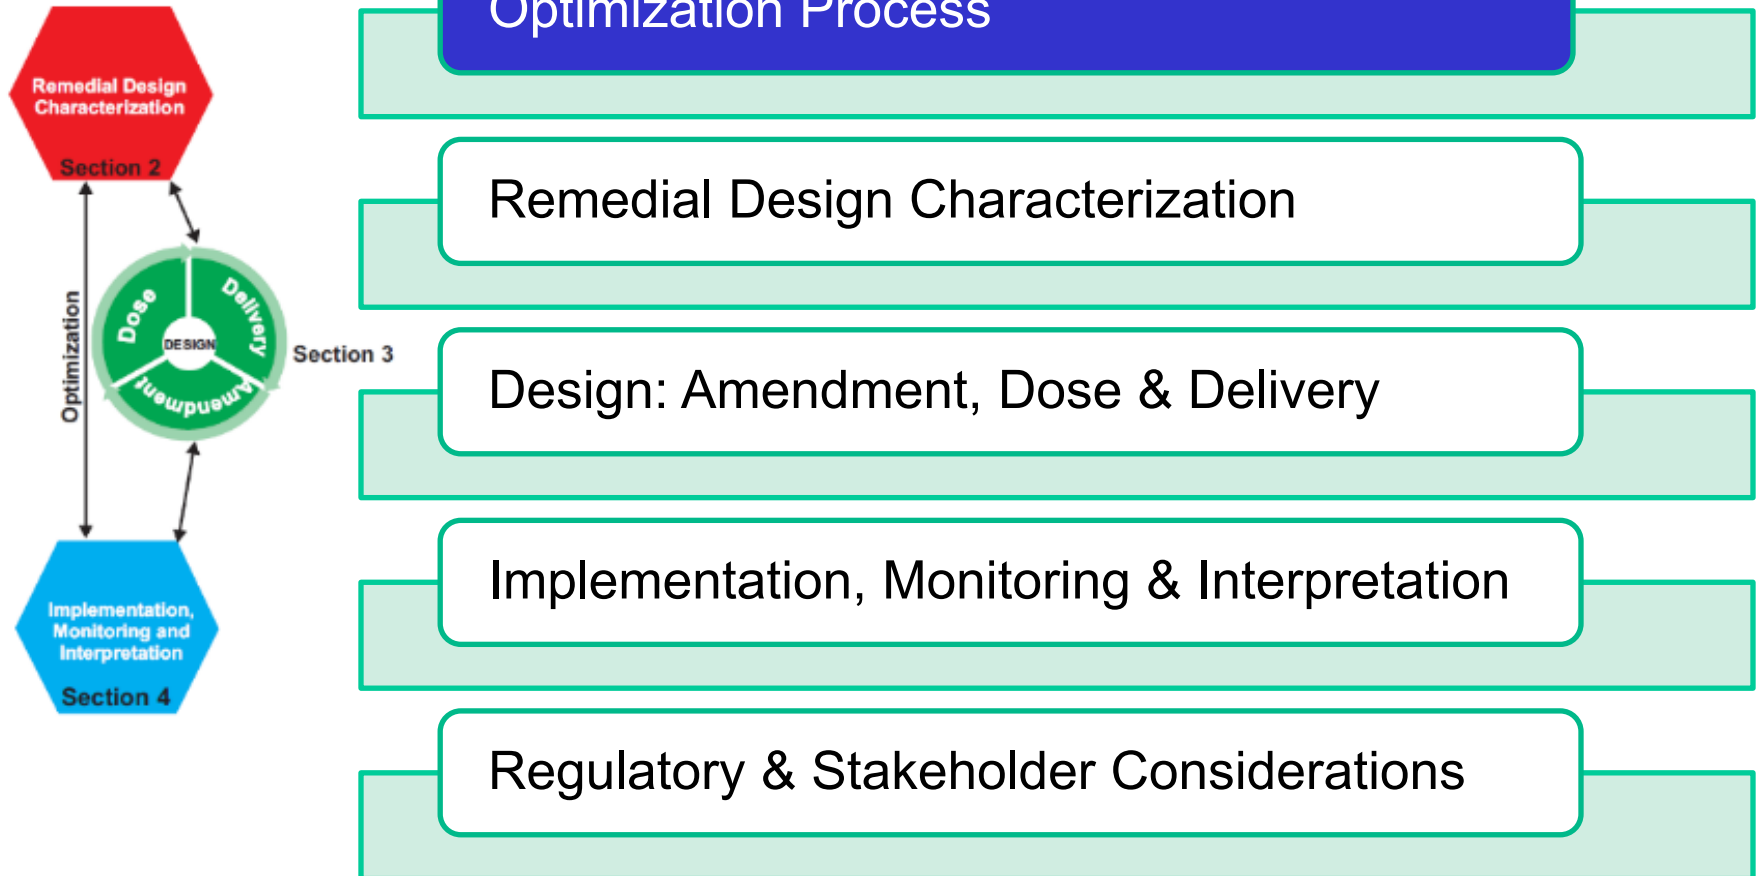 Optimization Process
Remedial Design
Characterization
Section 2
Optimization
Dose
Delivery
DESIGN
Amendment
Section 3
Implementation,
Monitoring and
Interpretation
Section 4
Remedial Design Characterization
Design: Amendment, Dose & Delivery
Implementation, Monitoring & Interpretation
Regulatory & Stakeholder Considerations